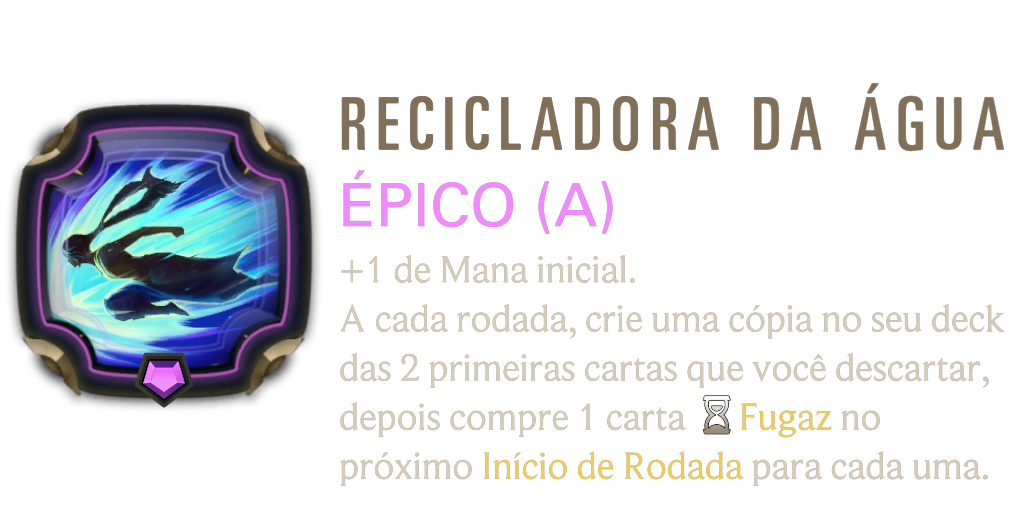 RECICLADORA DA ÁGUA
ÉPICO (A)
+1 de Mana inicial.
A cada rodada, crie uma cópia no seu deck
das 2 primeiras cartas que você descartar,
depois compre 1 carta Fugaz no
próximo Início de Rodada para cada uma.